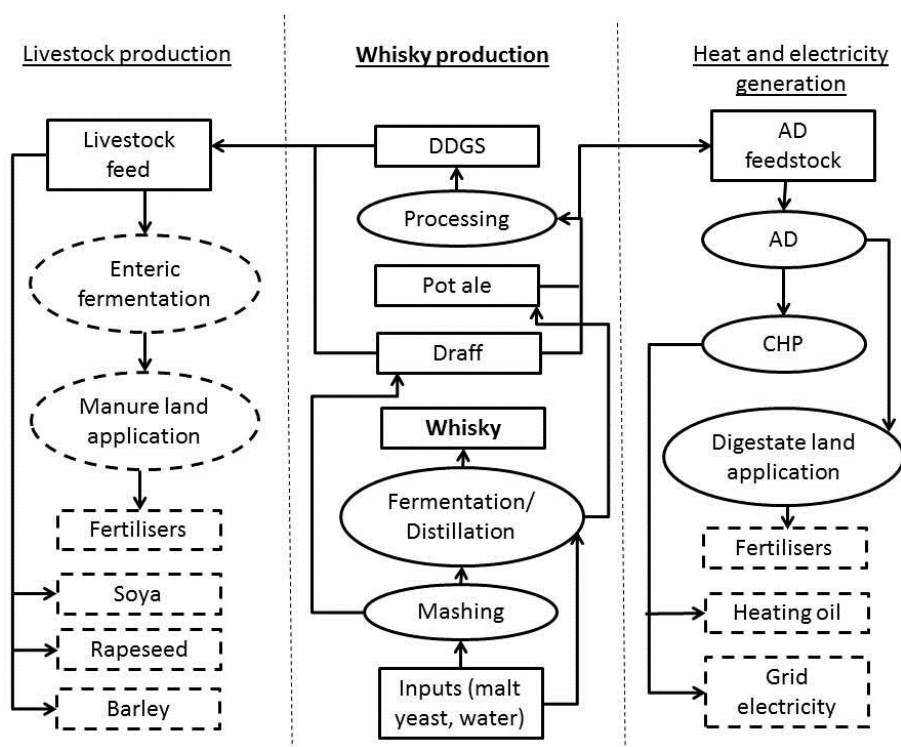 Livestock production
Livestock
feed
Enteric
fermentation
Manure land
application
Fertilisers
Soya
Rapeseed
Barley
Whisky production
DDGS
Processing
Pot ale
Draff
Whisky
Fermentation/
Distillation
Mashing
Inputs (malt
yeast, water)
Heat and electricity
generation
AD
feedstock
AD
CHP
Digestate land
application
Fertilisers
Heating oil
Grid
electricity